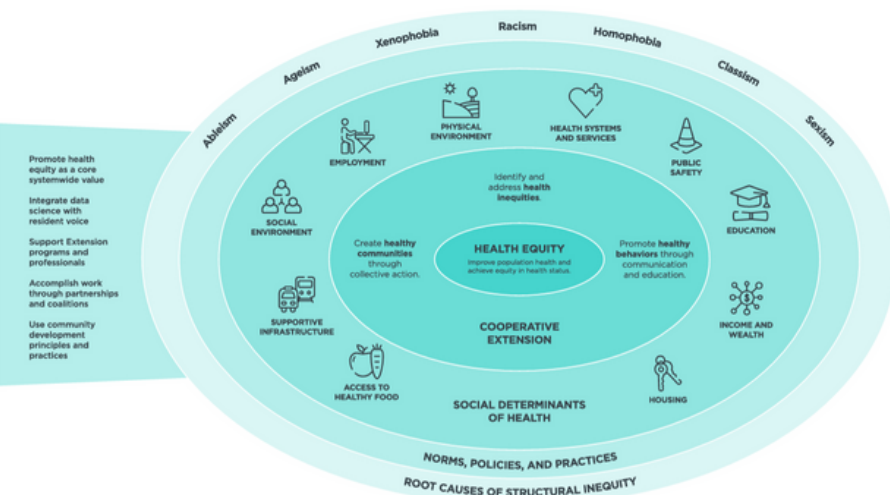 Ableism
Ageism
Xenophobia
Racism
Homophobia
Classism
Sexism
Promote health
equity as a core
systemwide value
Integrate data
science with
resident voice
Support Extension
programs and
professionals
Accomplish work
through partnerships
and coalitions
Use community
development
principles and
practices
ACCESS TO
HEALTHY FOOD
SUPPORTIVE
INFRASTRUCTURE
SOCIAL
ENVIRONMENT
EMPLOYMENT
PHYSICAL
ENVIRONMENT
HEALTH SYSTEMS
AND SERVICES
PUBLIC
SAFETY
EDUCATION
INCOME AND
WEALTH
HOUSING
Identify and
address health
inequities.
Create healthy
communities
through
collective action.
HEALTH EQUITY
Improve population health and
achieve equity in health status.
Promote healthy
behaviors through
communication
and education.
COOPERATIVE
EXTENSION
SOCIAL DETERMINANTS
OF HEALTH
NORMS, POLICIES, AND PRACTICES
ROOT CAUSES OF STRUCTURAL INEQUITY